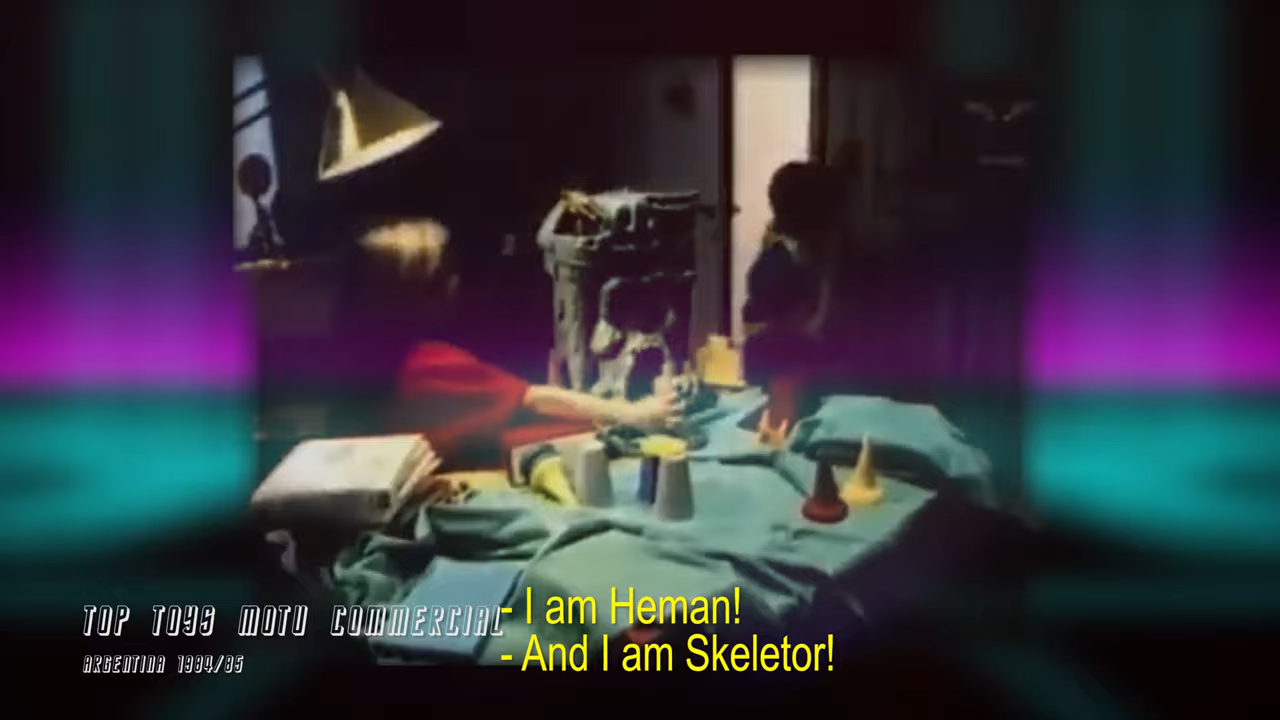 TOP TOYS MOTU COMMERCIAL
ARGENTINA 1984/85
- I am Heman!
- And I am Skeletor!